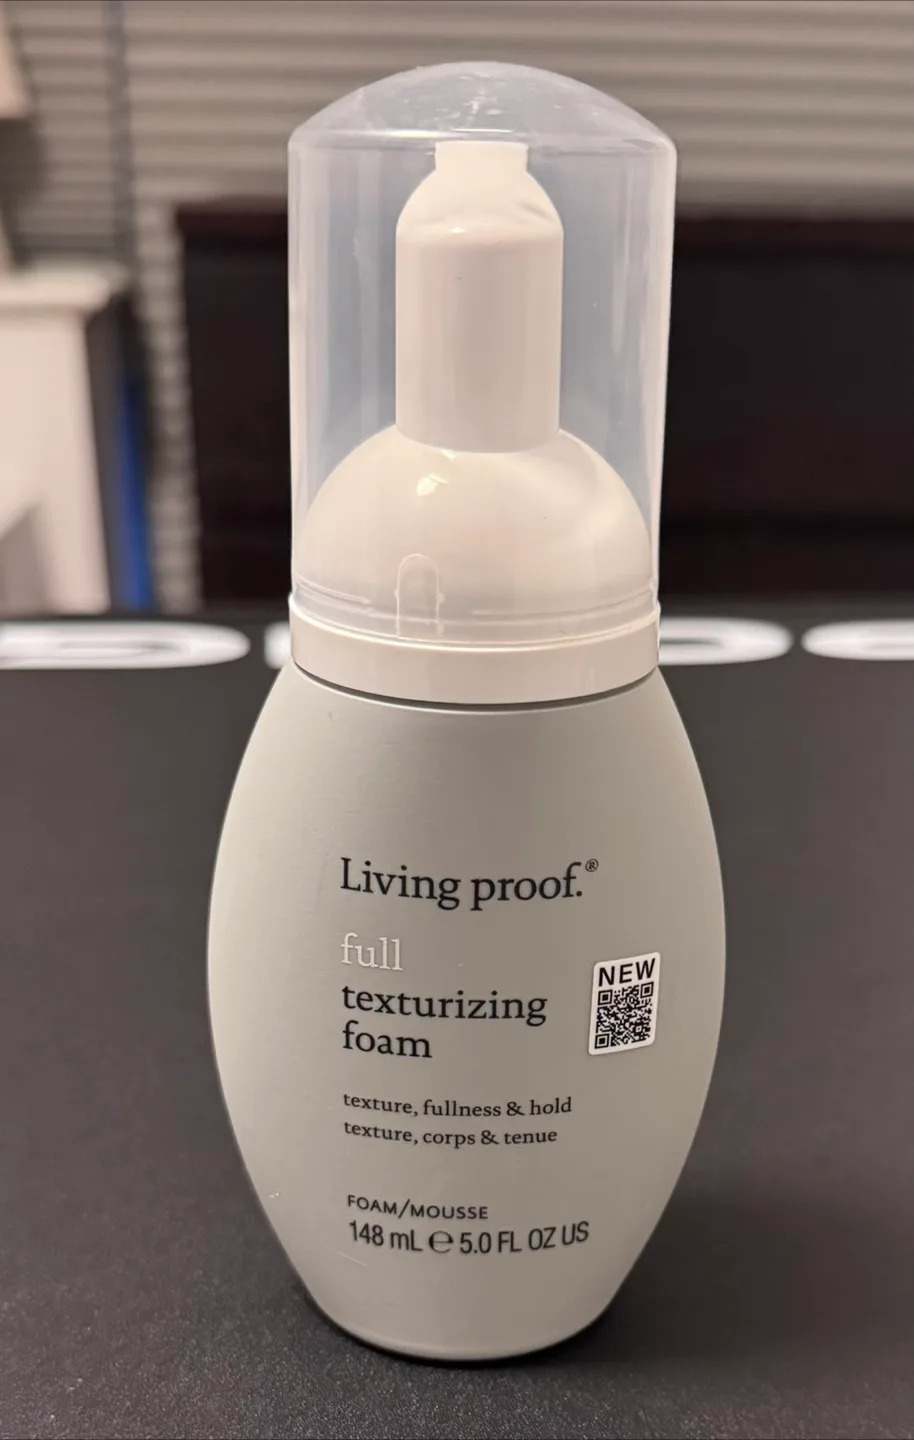 Living proof.®
full
texturizing
foam
NEW
texture, fullness & hold
texture, corps & tenue
FOAM/MOUSSE
148 mL ℮ 5.0 FL OZ US